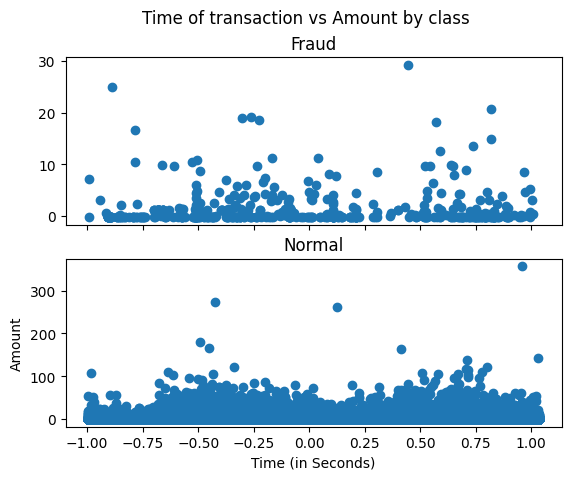 Time of transaction vs Amount by class
Fraud
30
20
10
0
Normal
Amount
300
200
100
0
−1.00 −0.75 −0.50 −0.25 0.00 0.25 0.50 0.75 1.00
Time (in Seconds)